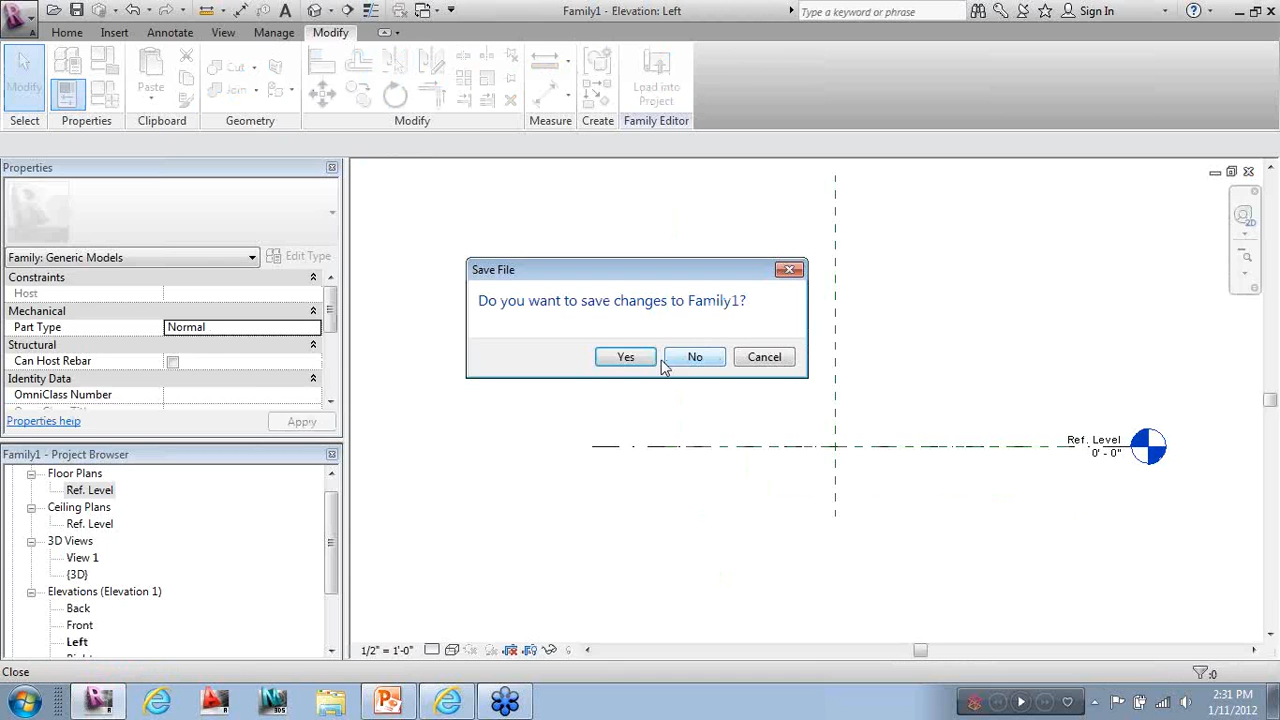 Family1 - Elevation: Left
Type a keyword or phrase
Sign In
Home
Insert
Annotate
View
Manage
Modify
Modify
Paste
Cut
Join
Load into
Project
Select
Properties
Clipboard
Geometry
Modify
Measure
Create
Family Editor
Properties
Family: Generic Models
Edit Type
Constraints
Host
Mechanical
Part Type
Normal
Structural
Can Host Rebar
Identity Data
OmniClass Number
Properties help
Apply
Family1 - Project Browser
Floor Plans
Ref. Level
Ceiling Plans
Ref. Level
3D Views
View 1
{3D}
Elevations (Elevation 1)
Back
Front
Left
Save File
Do you want to save changes to Family1?
Yes
No
Cancel
Ref. Level
0' - 0"
2D
1/2" = 1'-0"
Close
:0
2:31 PM
1/11/2012